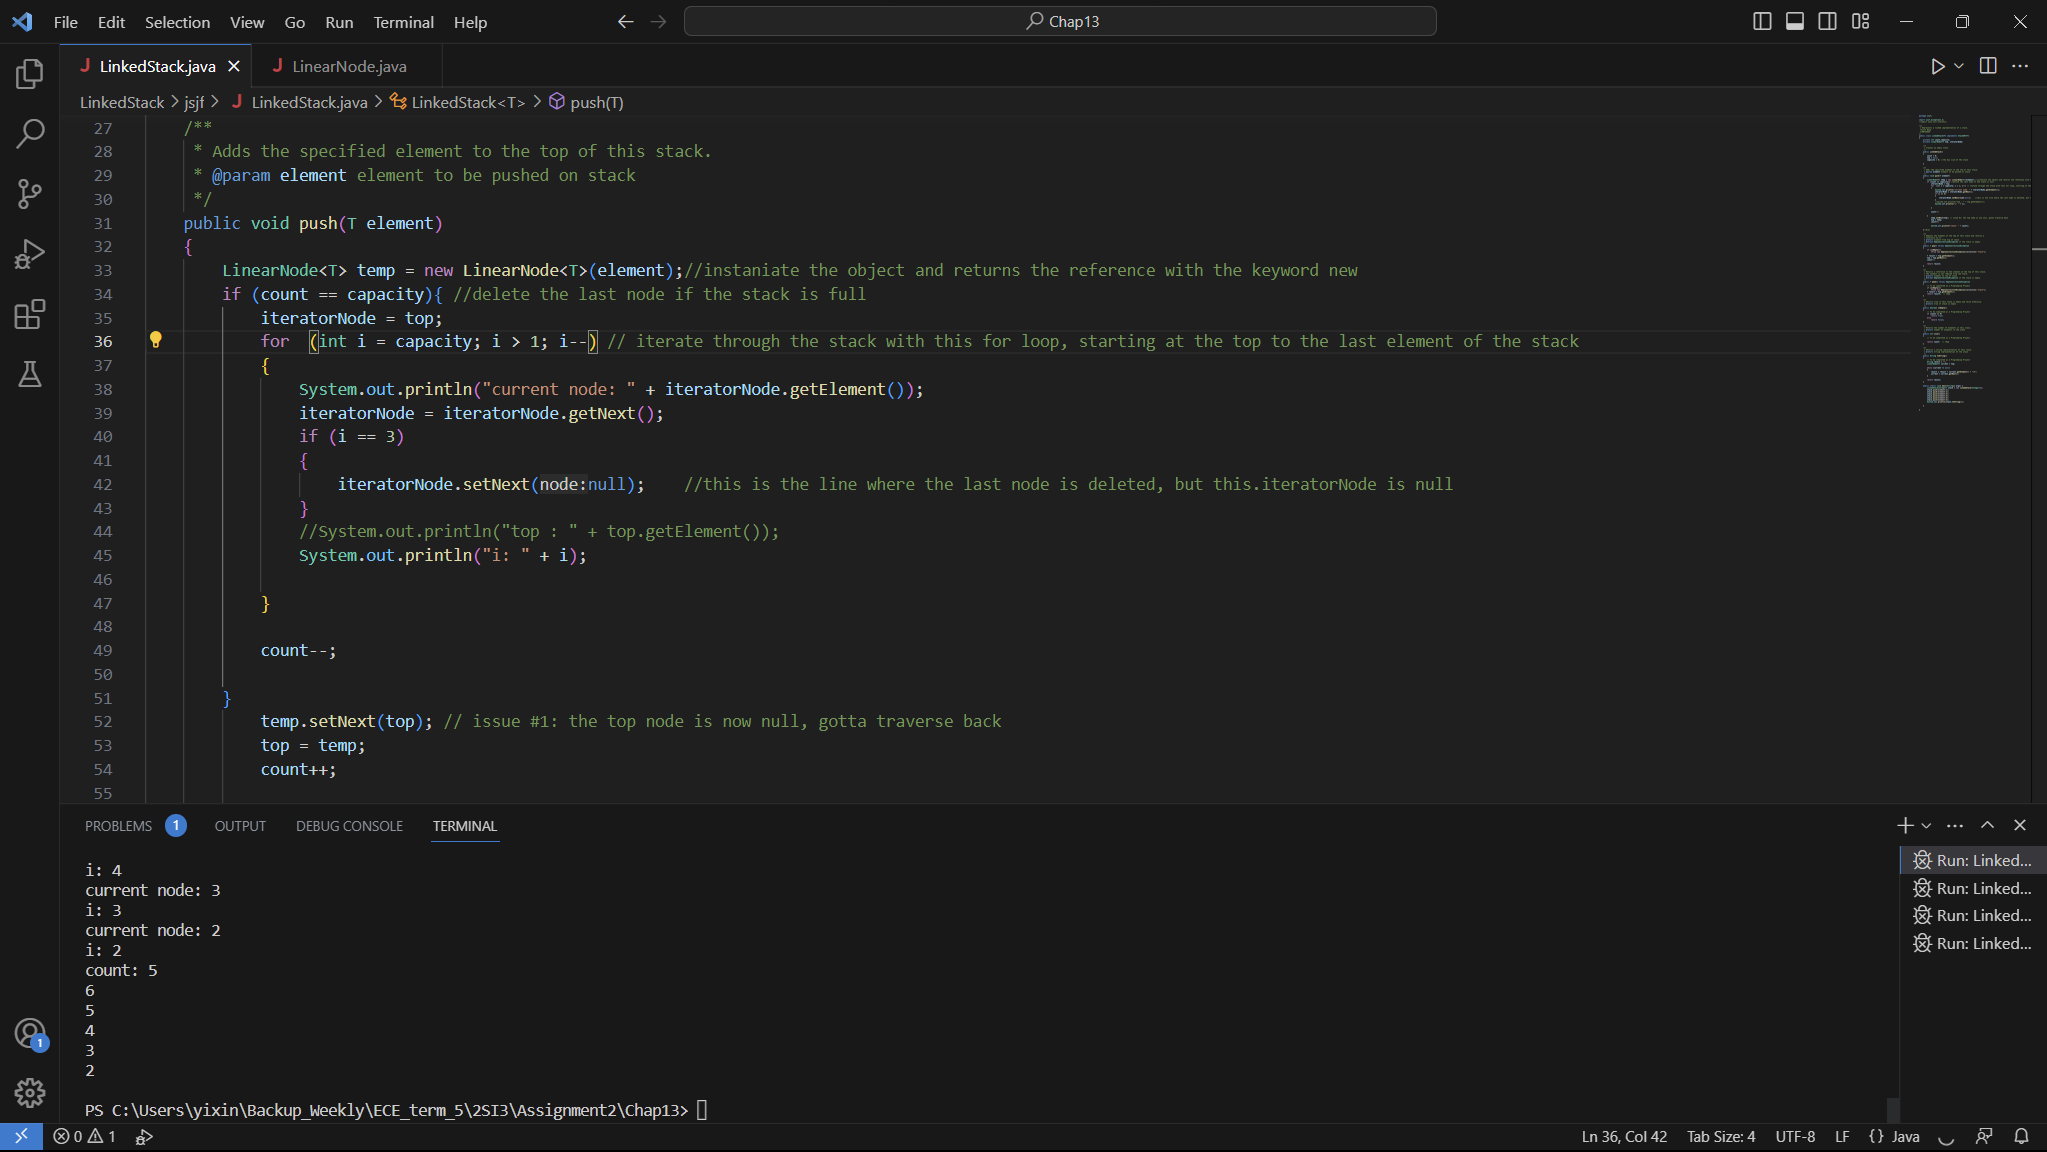 File Edit Selection View Go Run Terminal Help
Chap13
LinkedStack.java
LinearNode.java
LinkedStack > jsjf > J LinkedStack.java > LinkedStack<T> > push(T)
27 /**
28 * Adds the specified element to the top of this stack.
29 * @param element element to be pushed on stack
30 */
31 public void push(T element)
32 {
33 LinearNode<T> temp = new LinearNode<T>(element);//instaniate the object and returns the reference with the keyword new
34 if (count == capacity){ //delete the last node if the stack is full
35 iteratorNode = top;
36 for (int i = capacity; i > 1; i--) // iterate through the stack with this for loop, starting at the top to the last element of the stack
37 {
38 System.out.println("current node: " + iteratorNode.getElement());
39 iteratorNode = iteratorNode.getNext();
40 if (i == 3)
41 {
42 iteratorNode.setNext(node:null); //this is the line where the last node is deleted, but this.iteratorNode is null
43 }
44 //System.out.println("top : " + top.getElement());
45 System.out.println("i: " + i);
46
47 }
48
49 count--;
50
51 }
52 temp.setNext(top); // issue #1: the top node is now null, gotta traverse back
53 top = temp;
54 count++;
55
PROBLEMS 1 OUTPUT DEBUG CONSOLE TERMINAL
i: 4
current node: 3
i: 3
current node: 2
i: 2
count: 5
6
5
4
3
2
PS C:\Users\yixin\Backup_Weekly\ECE_term_5\2SI3\Assignment2\Chap13>
Run: Linked...
Run: Linked...
Run: Linked...
Run: Linked...
1
0 1
Ln 36, Col 42 Tab Size: 4 UTF-8 LF {} Java